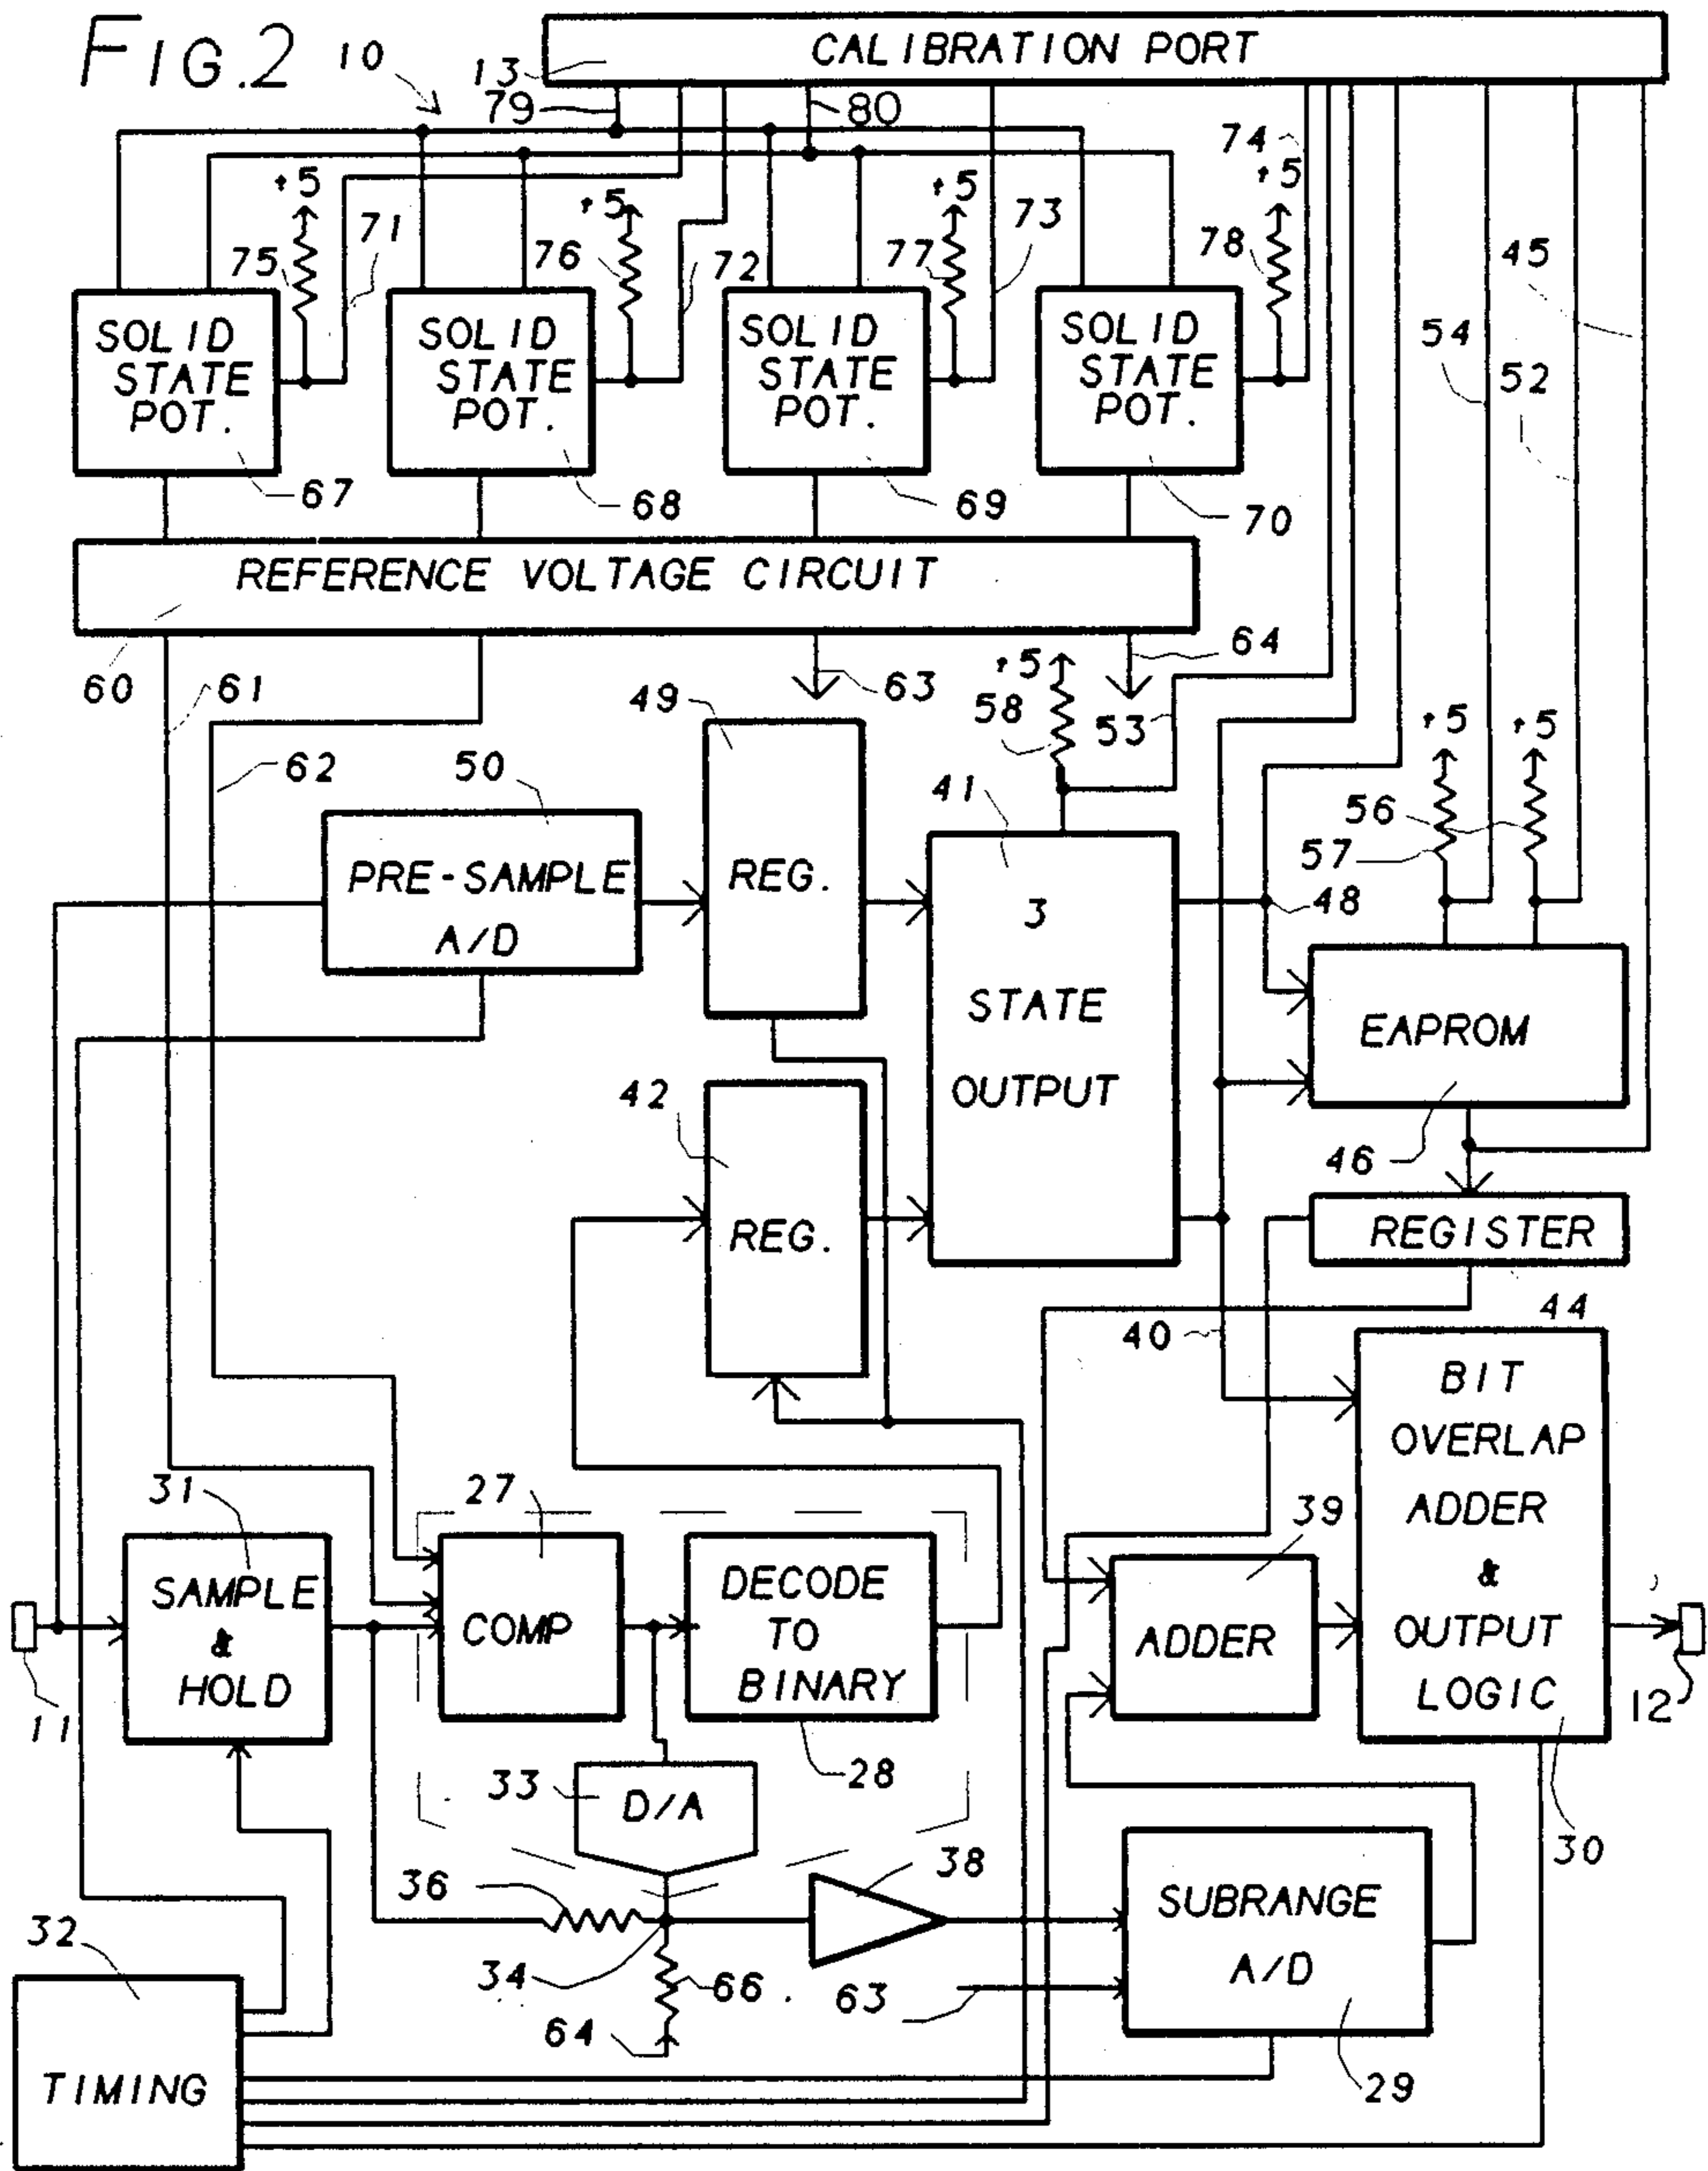 FIG.2
10
13
CALIBRATION PORT
79
80
74
+5
+5
+5
+5
75
71
76
72
77
73
78
45
54
52
SOLID
STATE
POT.
SOLID
STATE
POT.
SOLID
STATE
POT.
SOLID
STATE
POT.
67
68
69
70
REFERENCE VOLTAGE CIRCUIT
60
61
62
63
64
+5
58
53
49
50
41
+5
+5
56
57
PRE-SAMPLE
A/D
REG.
3
STATE
OUTPUT
48
EAPROM
46
42
REG.
REGISTER
44
40
BIT
OVERLAP
ADDER
&
OUTPUT
LOGIC
31
27
39
SAMPLE
&
HOLD
COMP
DECODE
TO
BINARY
ADDER
11
12
33
D/A
28
30
36
38
SUBRANGE
A/D
32
34
66
63
64
TIMING
29